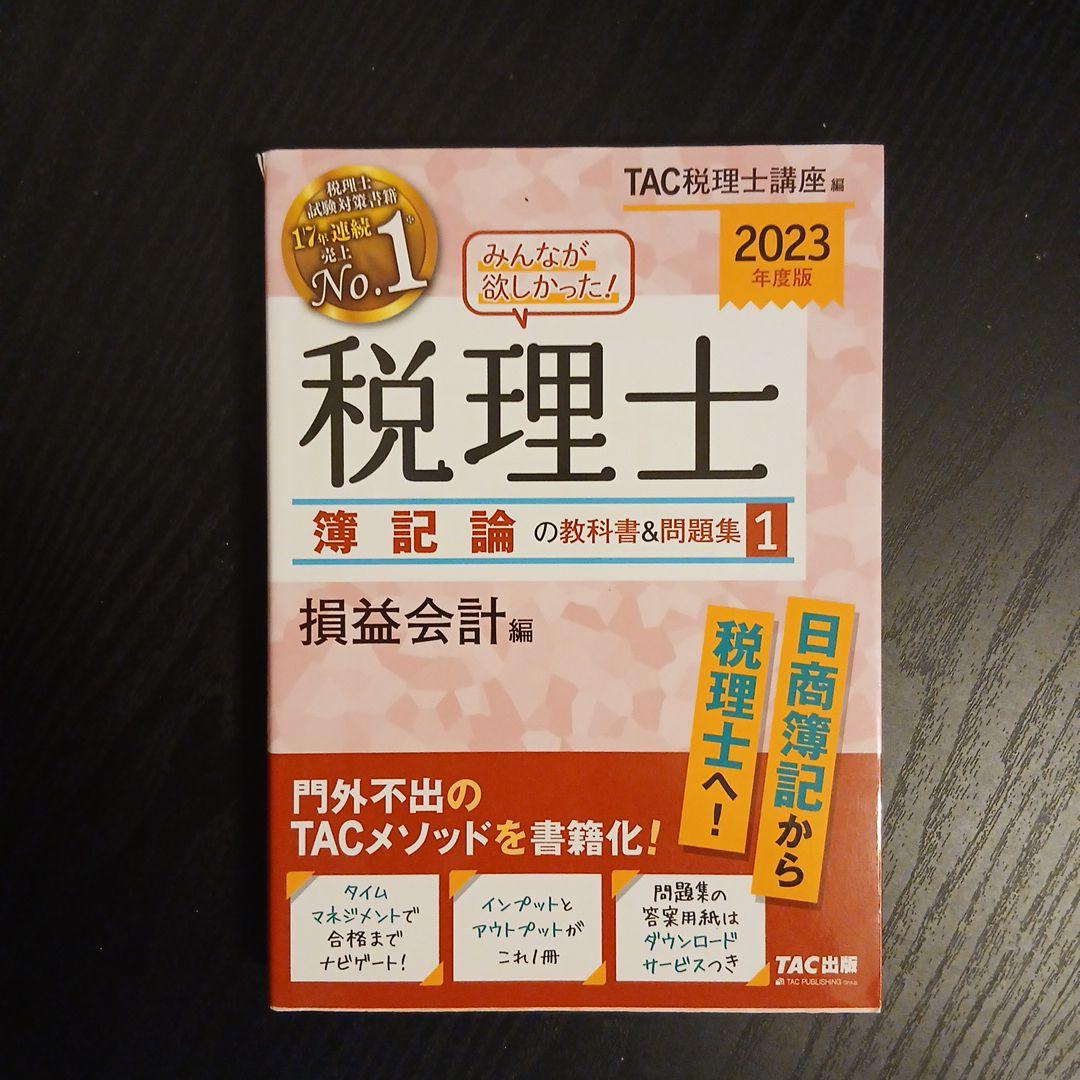 税理士
試験対策書籍
17年連続
売上
No.1※
TAC税理士講座 編
2023
年度版
みんなが
欲しかった!
税理士
簿記論の教科書&問題集1
損益会計編
日商簿記から
税理士へ!
門外不出の
TACメソッドを書籍化!
タイム
マネジメントで
合格まで
ナビゲート!
インプットと
アウトプットが
これ1冊
問題集の
答案用紙は
ダウンロード
サービスつき
TAC出版
TAC PUBLISHING Group